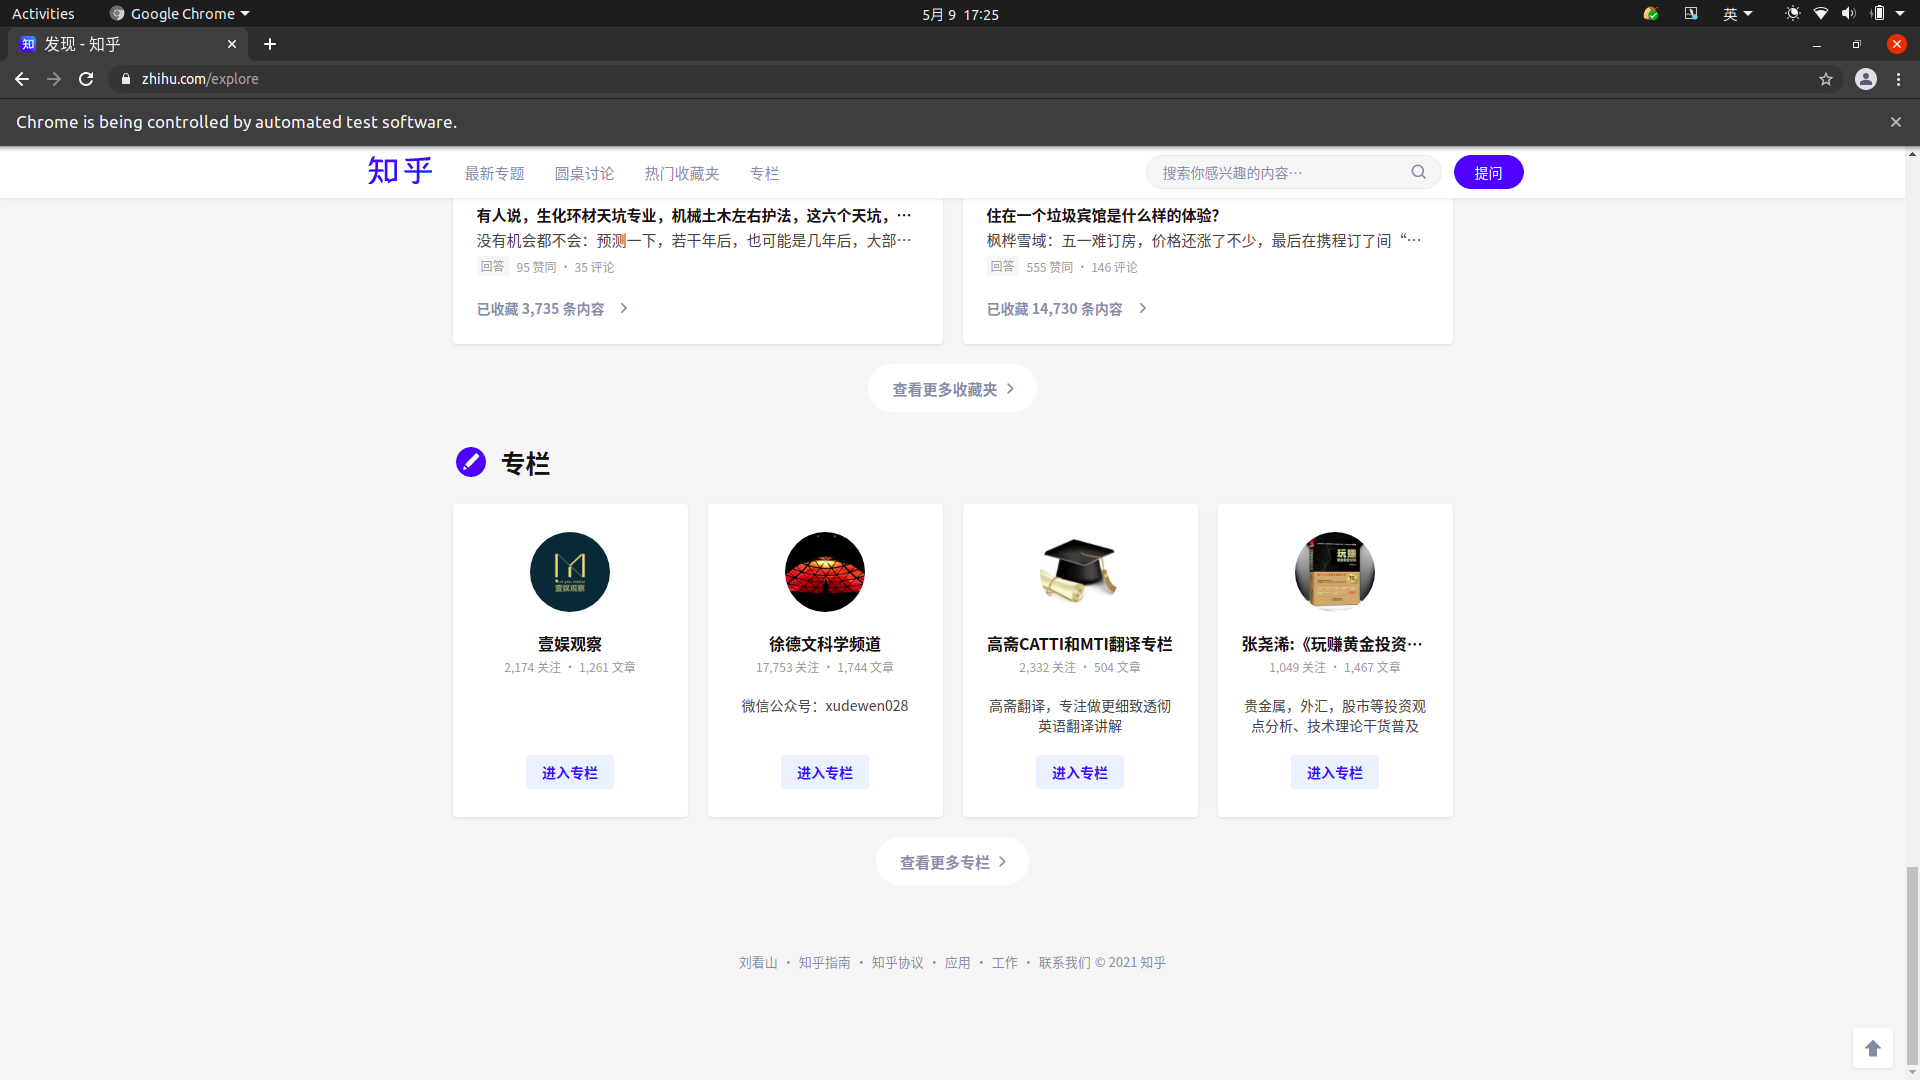 Activities
Google Chrome
5月 9 17:25
英
发现 - 知乎
zhihu.com/explore
Chrome is being controlled by automated test software.
知乎
最新专题
圆桌讨论
热门收藏夹
专栏
搜索你感兴趣的内容…
提问
有人说，生化环材天坑专业，机械土木左右护法，这六个天坑，…
没有机会都不会：预测一下，若干年后，也可能是几年后，大部…
回答 95 赞同 · 35 评论
已收藏 3,735 条内容
住在一个垃圾宾馆是什么样的体验？
枫桦雪域：五一难订房，价格还涨了不少，最后在携程订了间“…
回答 555 赞同 · 146 评论
已收藏 14,730 条内容
查看更多收藏夹
专栏
壹娱观察
壹娱观察
2,174 关注 · 1,261 文章
进入专栏
徐德文科学频道
17,753 关注 · 1,744 文章
微信公众号：xudewen028
进入专栏
高斋CATTI和MTI翻译专栏
2,332 关注 · 504 文章
高斋翻译，专注做更细致透彻
英语翻译讲解
进入专栏
玩赚
张尧浠:《玩赚黄金投资…
1,049 关注 · 1,467 文章
贵金属，外汇，股市等投资观
点分析、技术理论干货普及
进入专栏
查看更多专栏
刘看山 · 知乎指南 · 知乎协议 · 应用 · 工作 · 联系我们 © 2021 知乎